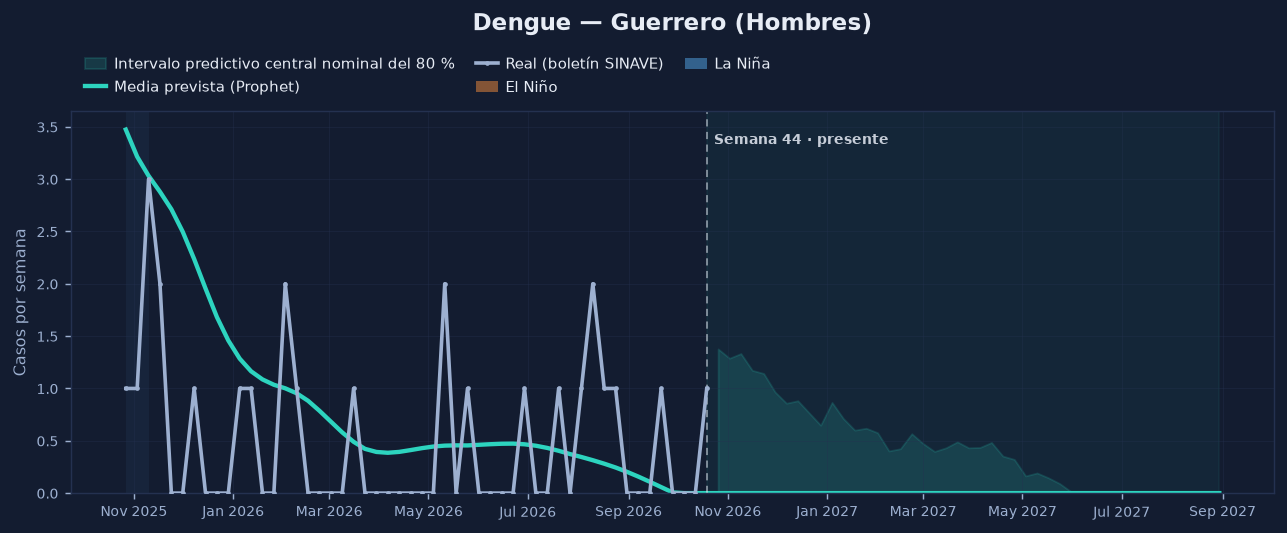 Dengue — Guerrero (Hombres)
Intervalo predictivo central nominal del 80 %
Real (boletín SINAVE)
La Niña
Media prevista (Prophet)
El Niño
Semana 44 · presente
Casos por semana
3.5
3.0
2.5
2.0
1.5
1.0
0.5
0.0
Nov 2025
Jan 2026
Mar 2026
May 2026
Jul 2026
Sep 2026
Nov 2026
Jan 2027
Mar 2027
May 2027
Jul 2027
Sep 2027